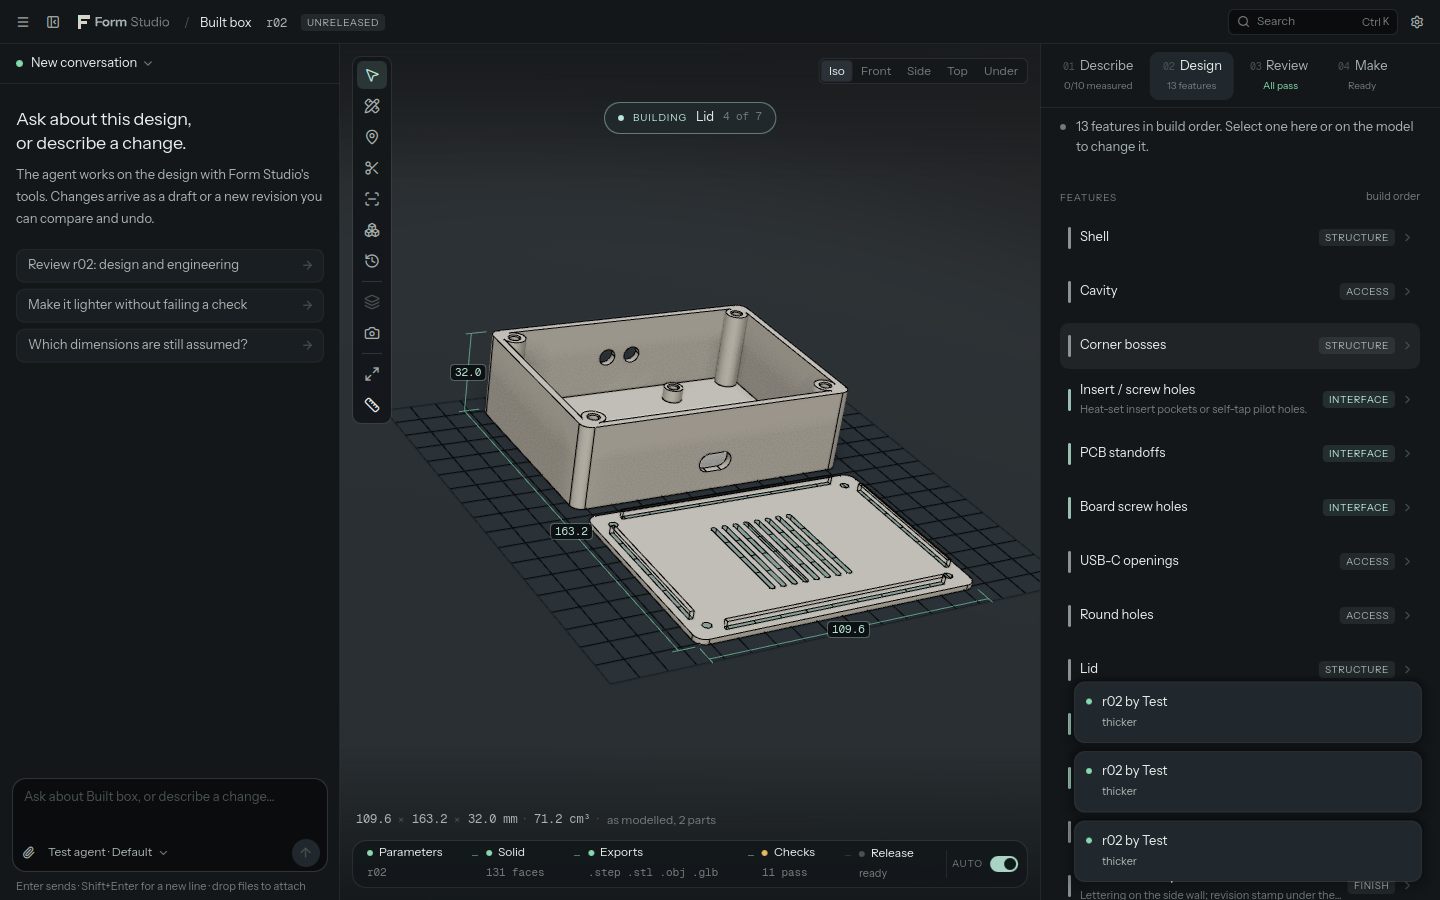 Form Studio / Built box r02 UNRELEASED
Search Ctrl K
New conversation
Ask about this design,
or describe a change.
The agent works on the design with Form Studio's
tools. Changes arrive as a draft or a new revision you
can compare and undo.
Review r02: design and engineering
Make it lighter without failing a check
Which dimensions are still assumed?
Ask about Built box, or describe a change...
Test agent · Default
Enter sends · Shift+Enter for a new line · drop files to attach
Iso Front Side Top Under
BUILDING Lid 4 of 7
32.0
163.2
109.6
109.6 × 163.2 × 32.0 mm · 71.2 cm³ · as modelled, 2 parts
Parameters
r02
Solid
131 faces
Exports
.step .stl .obj .glb
Checks
11 pass
Release
ready
AUTO
01 Describe
0/10 measured
02 Design
13 features
03 Review
All pass
04 Make
Ready
13 features in build order. Select one here or on the model
to change it.
FEATURES build order
Shell STRUCTURE
Cavity ACCESS
Corner bosses STRUCTURE
Insert / screw holes INTERFACE
Heat-set insert pockets or self-tap pilot holes.
PCB standoffs INTERFACE
Board screw holes INTERFACE
USB-C openings ACCESS
Round holes ACCESS
Lid STRUCTURE
r02 by Test
thicker
r02 by Test
thicker
r02 by Test
thicker
FINISH
Lettering on the side wall; revision stamp under the...